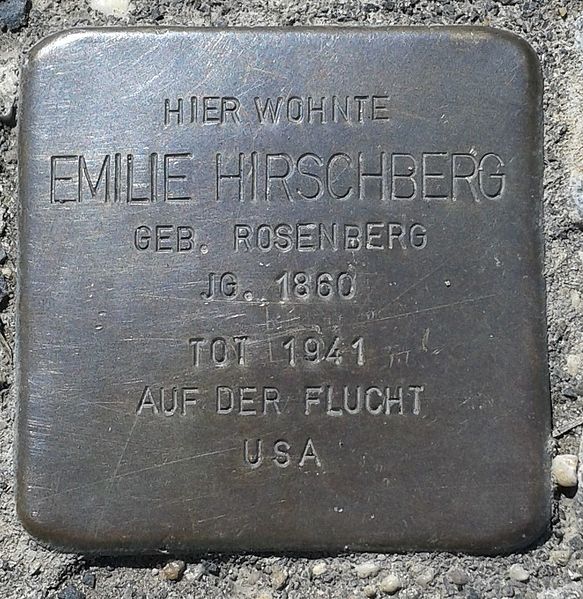 HIER WOHNTE
EMILIE HIRSCHBERG
GEB. ROSENBERG
JG. 1860
TOT 1941
AUF DER FLUCHT
USA